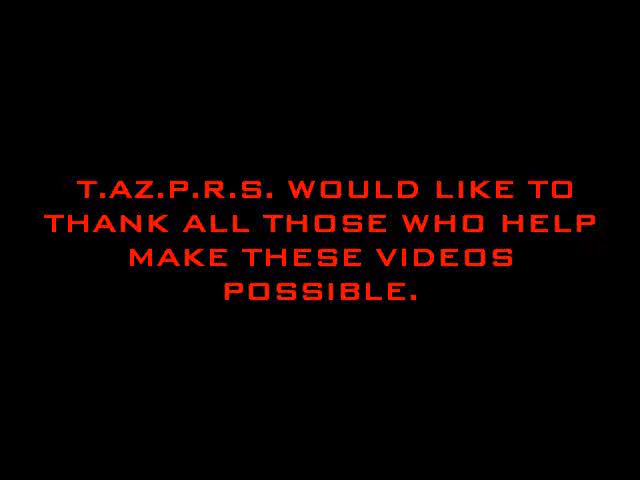 T.AZ.P.R.S. WOULD LIKE TO
THANK ALL THOSE WHO HELP
MAKE THESE VIDEOS
POSSIBLE.